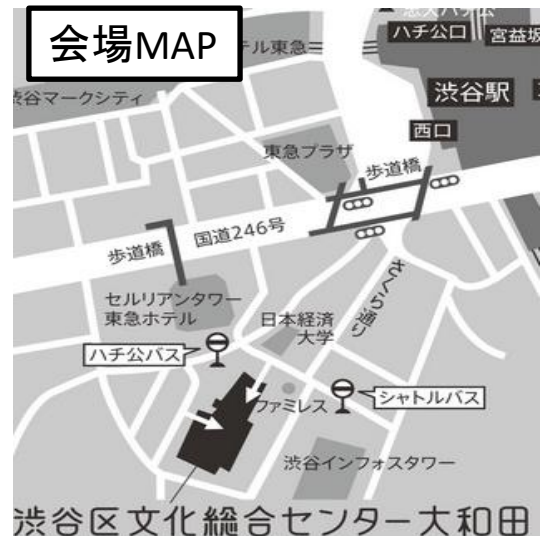 会場MAP
テル東急
ハチ公口
宮益坂
渋谷マークシティ
渋谷駅
西口
東急プラザ
歩道橋
国道246号
歩道橋
さくら通り
セルリアンタワー
東急ホテル
日本経済
大学
ハチ公バス
ファミレス
シャトルバス
渋谷インフォスタワー
渋谷区文化総合センター大和田